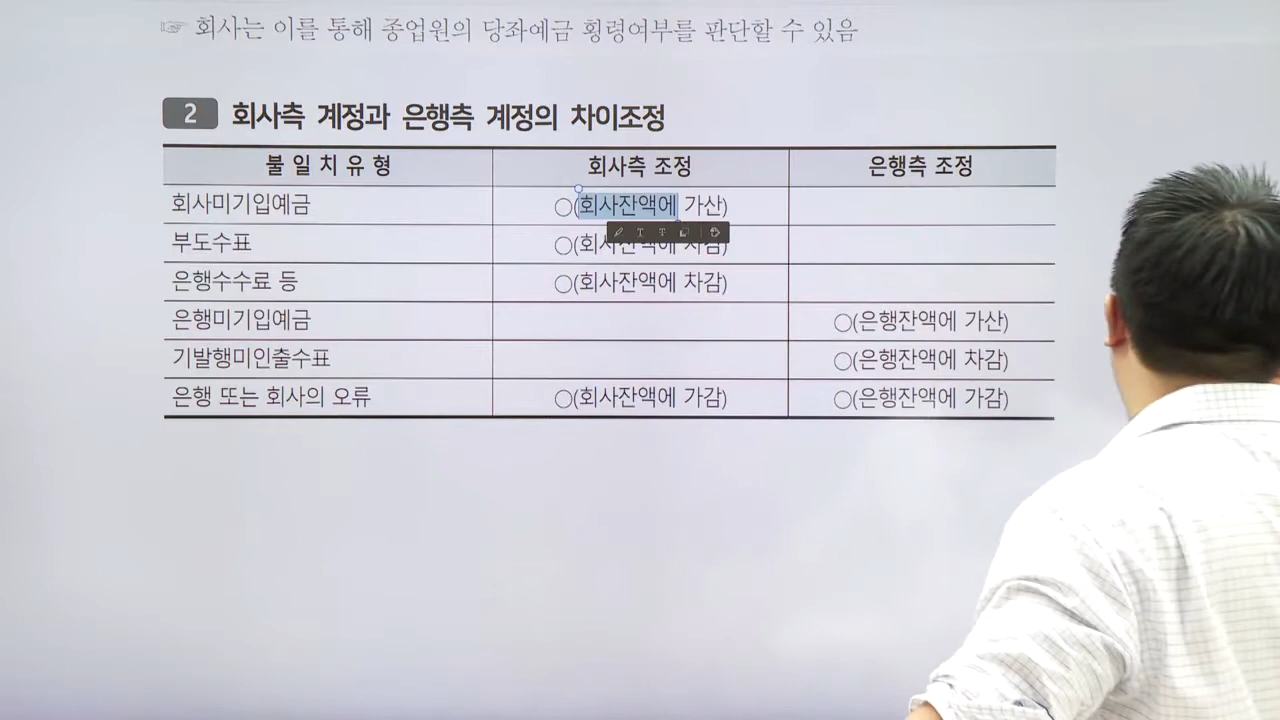 ☞ 회사는 이를 통해 종업원의 당좌예금 횡령여부를 판단할 수 있음
2 회사측 계정과 은행측 계정의 차이조정
불일치유형 회사측 조정 은행측 조정
회사미기입예금 ○(회사잔액에 가산)
부도수표 ○(회사잔액에 차감)
은행수수료 등 ○(회사잔액에 차감)
은행미기입예금 ○(은행잔액에 가산)
기발행미인출수표 ○(은행잔액에 차감)
은행 또는 회사의 오류 ○(회사잔액에 가감) ○(은행잔액에 가감)